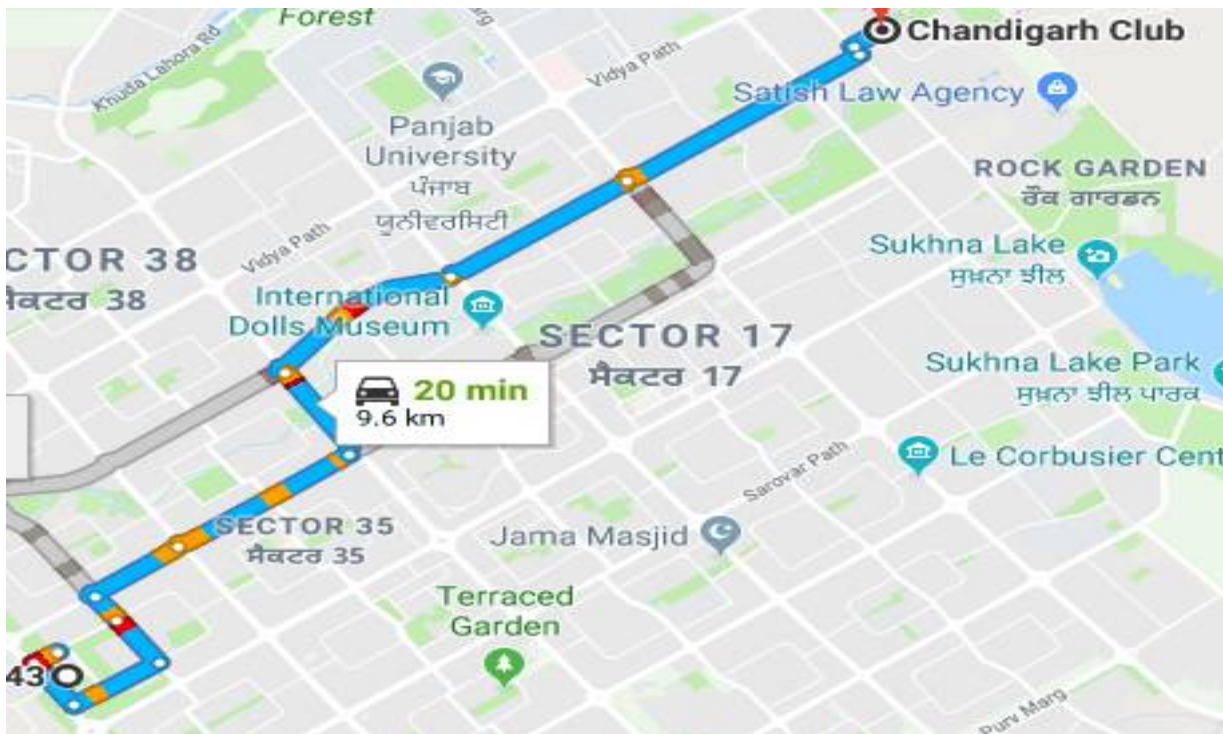 Forest
Marg
Khuda Lahora Rd
Vidya Path
Chandigarh Club
Satish Law Agency
Panjab
University
ਪੰਜਾਬ
ਯੂਨੀਵਰਸਿਟੀ
ROCK GARDEN
ਰੌਕ ਗਾਰਡਨ
Vidya Path
CTOR 38
ਸੈਕਟਰ 38
Sukhna Lake
ਸੁਖਨਾ ਝੀਲ
International
Dolls Museum
SECTOR 17
ਸੈਕਟਰ 17
20 min
9.6 km
Sukhna Lake Park
ਸੁਖਨਾ ਝੀਲ ਪਾਰਕ
Le Corbusier Cent
Sarovar Path
SECTOR 35
ਸੈਕਟਰ 35
Jama Masjid
Terraced
Garden
43
Purv Marg